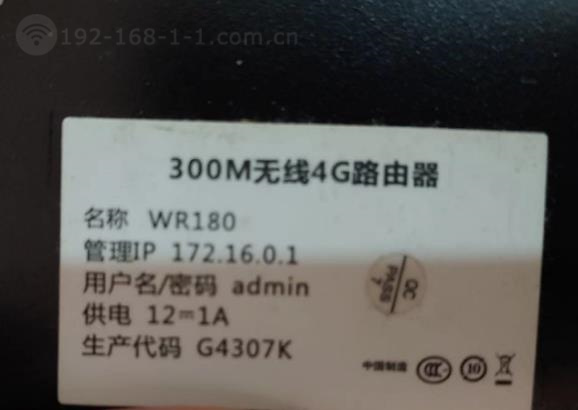 192-168-1-1.com.cn
300M无线4G路由器
名称 WR180
管理IP 172.16.0.1
用户名/密码 admin
供电 12=1A
生产代码 G4307K
QC
PASS
7
中国制造
10